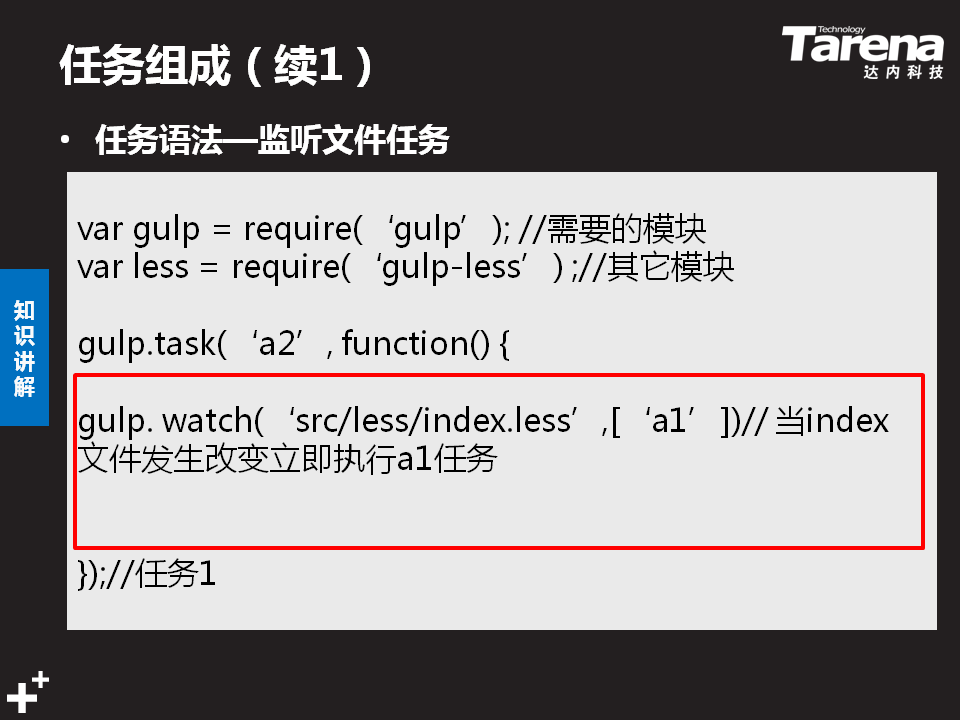 任务组成（续1）
Technology
Tarena
达内科技
• 任务语法—监听文件任务
知识讲解
var gulp = require(‘gulp’); //需要的模块
var less = require(‘gulp-less’) ;//其它模块
gulp.task(‘a2’, function() {
gulp. watch(‘src/less/index.less’,[‘a1’])// 当index
文件发生改变立即执行a1任务
});//任务1